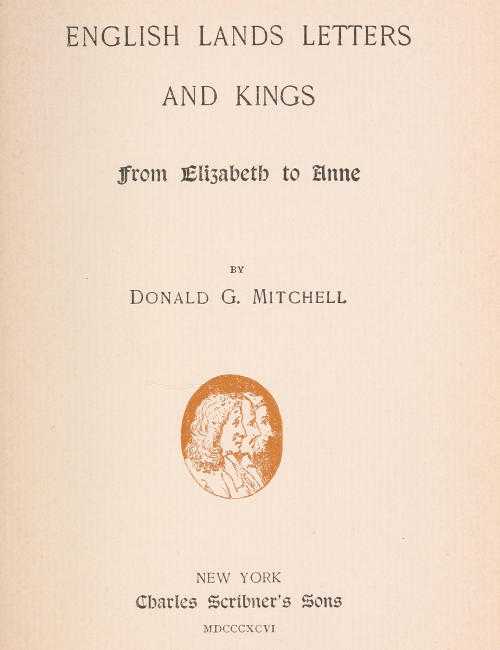 ENGLISH LANDS LETTERS
AND KINGS
From Elizabeth to Anne
BY
DONALD G. MITCHELL
NEW YORK
Charles Scribner's Sons
MDCCCXCVI